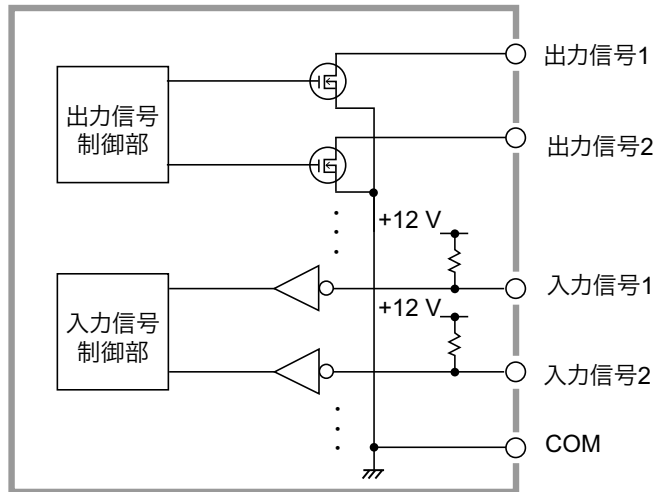 出力信号1
出力信号
制御部
出力信号2
+12 V
入力信号1
+12 V
入力信号
制御部
入力信号2
COM